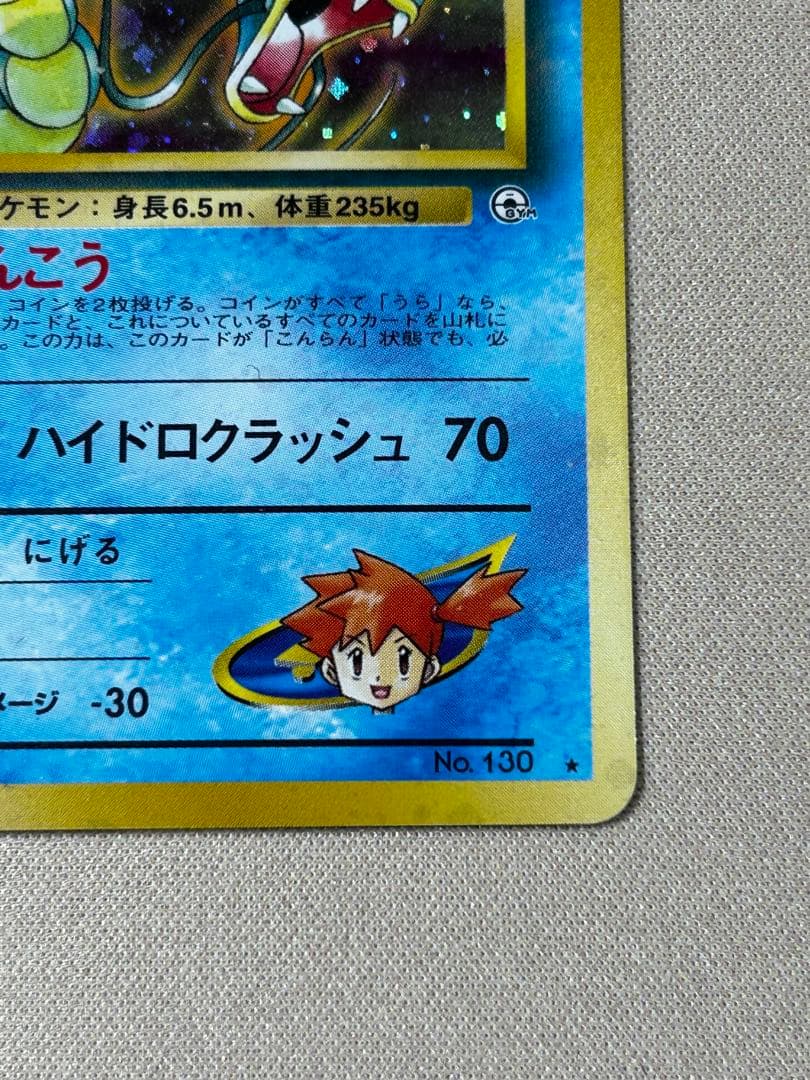 ケモン：身長6.5m、体重235kg
GYM
んこう
コインを2枚投げる。コインがすべて「うら」なら、
カードと、これについているすべてのカードを山札に
。この力は、このカードが「こんらん」状態でも、必
ハイドロクラッシュ 70
にげる
メージ -30
No. 130 ★